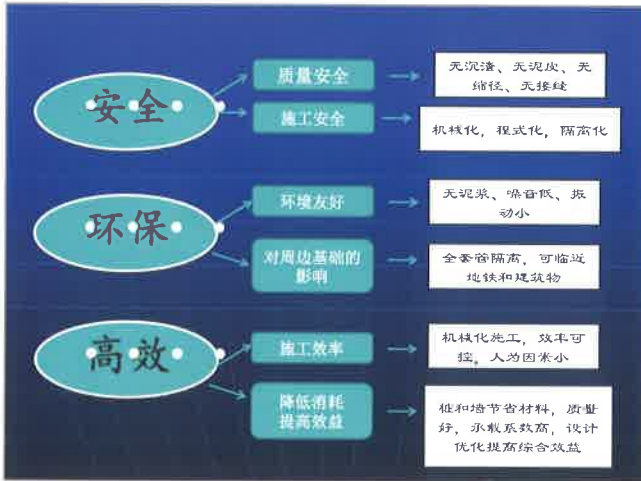 安全
质量安全
无沉渣、无泥皮、无
缩径、无接缝
施工安全
机械化，程式化，隔离化
环保
环境友好
无泥浆、噪音低、振
动小
对周边基础的
影响
全套管隔离，可临近
地铁和建筑物
高效
施工效率
机械化施工，效率可
控，人为因素小
降低消耗
提高效益
桩和墙节省材料，质量
好，承载系数高，设计
优化提高综合效益